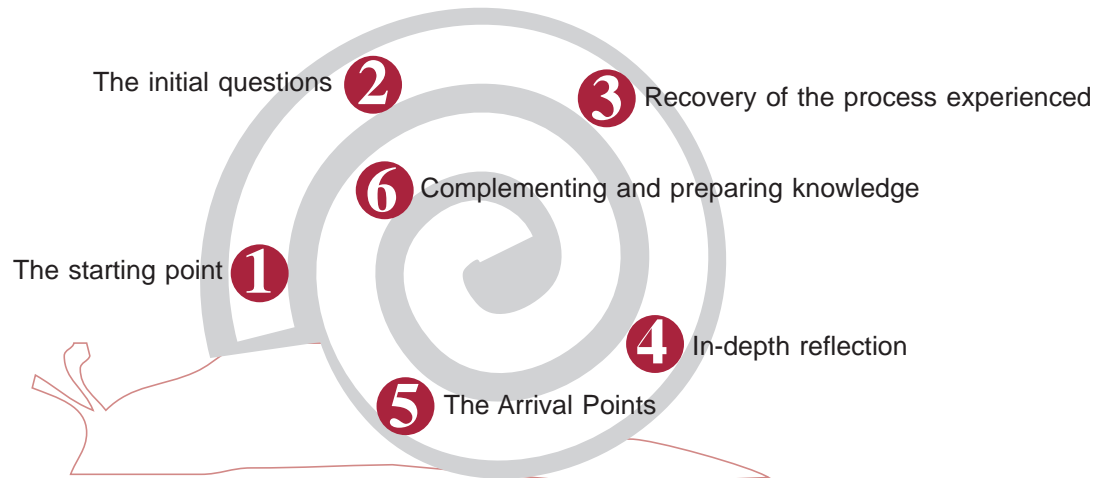 1 The starting point
2 The initial questions
3 Recovery of the process experienced
4 In-depth reflection
5 The Arrival Points
6 Complementing and preparing knowledge